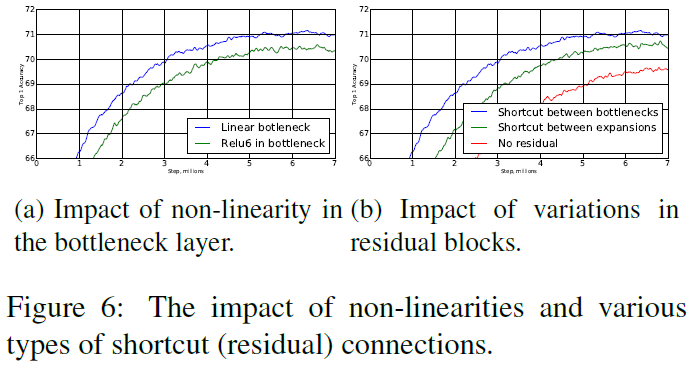 72
71
70
69
68
67
66
Top 1 Accuracy
Linear botleneck
Relu6 in bottleneck
0 1 2 3 4 5 6 7
Step, millions
72
71
70
69
68
67
66
Top 1 Accuracy
Shortcut between bottlenecks
Shortcut between expansions
No residual
0 1 2 3 4 5 6 7
Step, millions
(a) Impact of non-linearity in
the bottleneck layer.
(b) Impact of variations in
residual blocks.
Figure 6: The impact of non-linearities and various
types of shortcut (residual) connections.